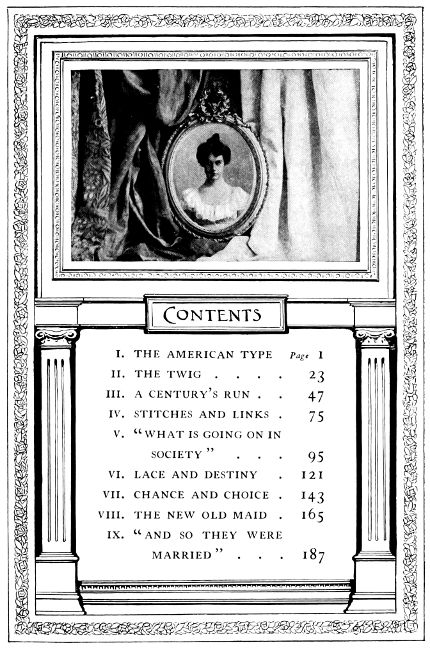 CONTENTS
I. THE AMERICAN TYPE Page 1
II. THE TWIG . . . . 23
III. A CENTURY'S RUN . . 47
IV. STITCHES AND LINKS . 75
V. "WHAT IS GOING ON IN
SOCIETY" . . . 95
VI. LACE AND DESTINY . 121
VII. CHANCE AND CHOICE . 143
VIII. THE NEW OLD MAID . 165
IX. "AND SO THEY WERE
MARRIED" . . . 187